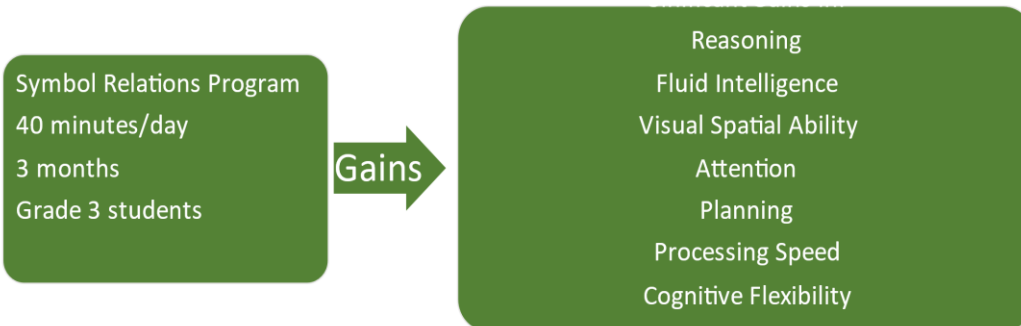 Symbol Relations Program
40 minutes/day
3 months
Grade 3 students
Gains
Reasoning
Fluid Intelligence
Visual Spatial Ability
Attention
Planning
Processing Speed
Cognitive Flexibility